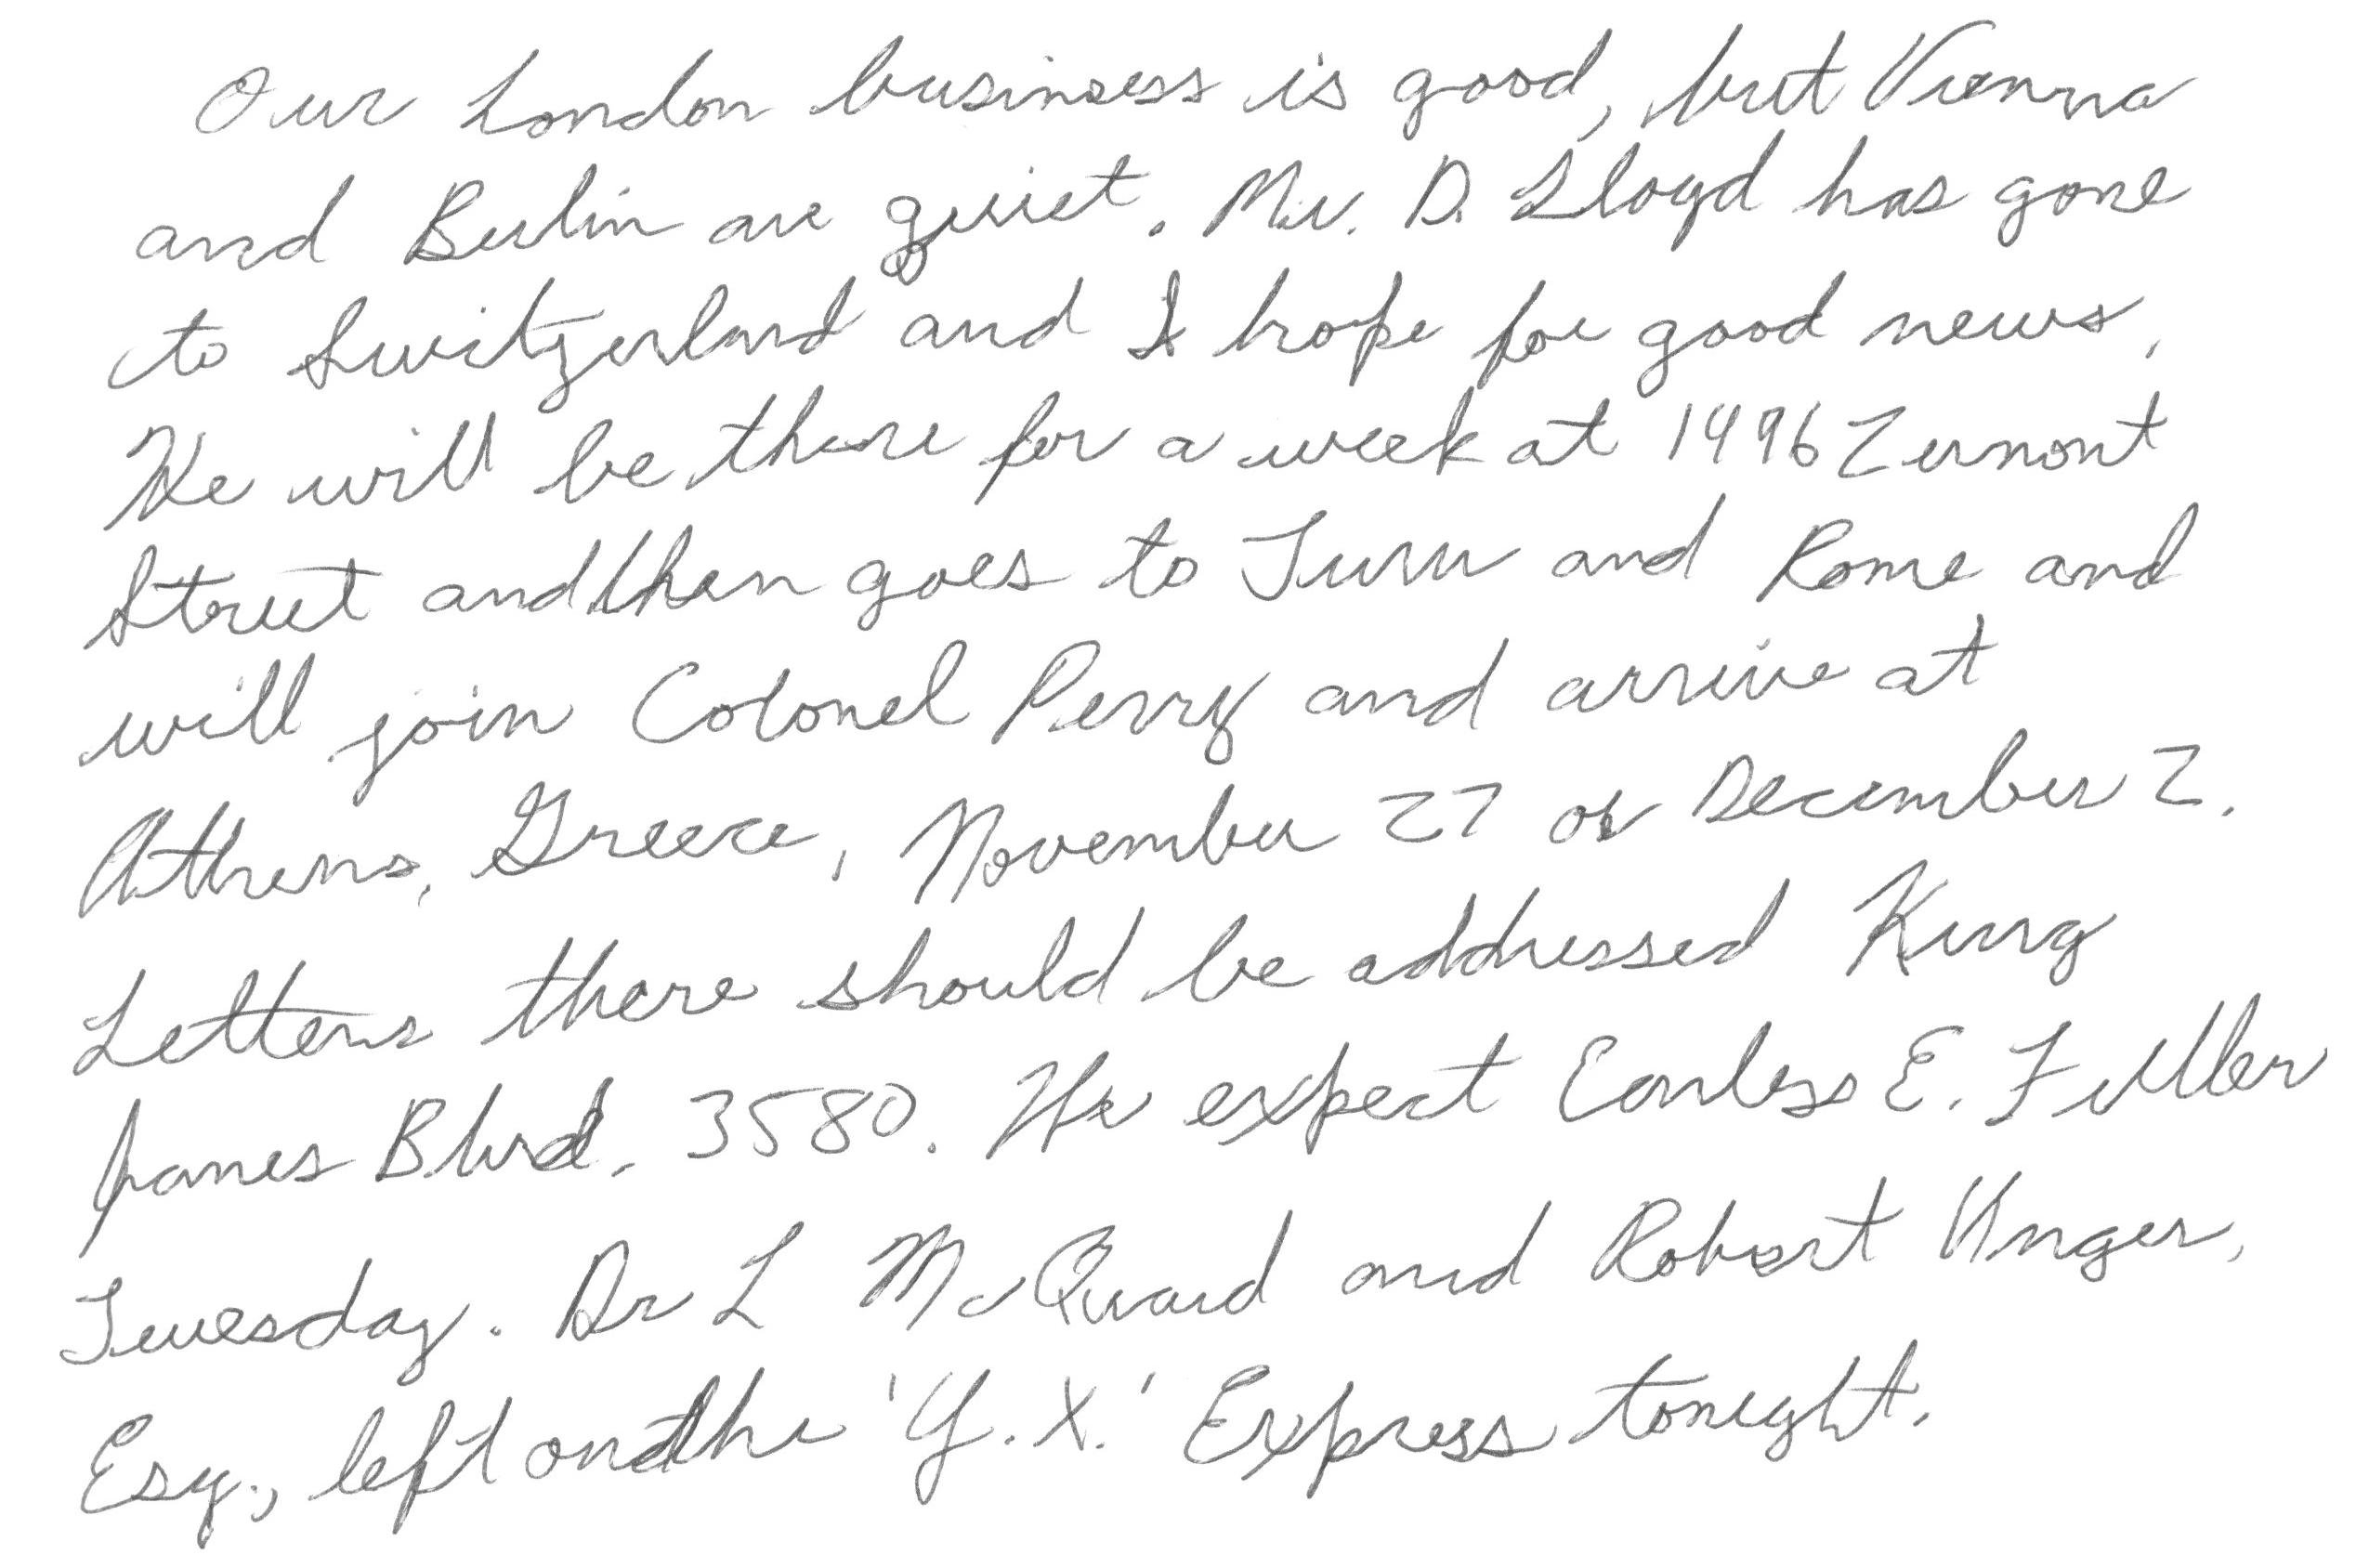 Our London business is good, but Vienna
and Berlin are quiet. Mr. D. Lloyd has gone
to Switzerland and I hope for good news.
He will be there for a week at 1496 Zermont
Street and then goes to Turin and Rome and
will join Colonel Perry and arrive at
Athens, Greece, November 27 or December 2.
Letters there should be addressed King
James Blvd. 3580. We expect Earless E. Fuller
Tuesday. Dr L McQuaid and Robert Unger,
Esq., left on the 'Y. X.' Express tonight.